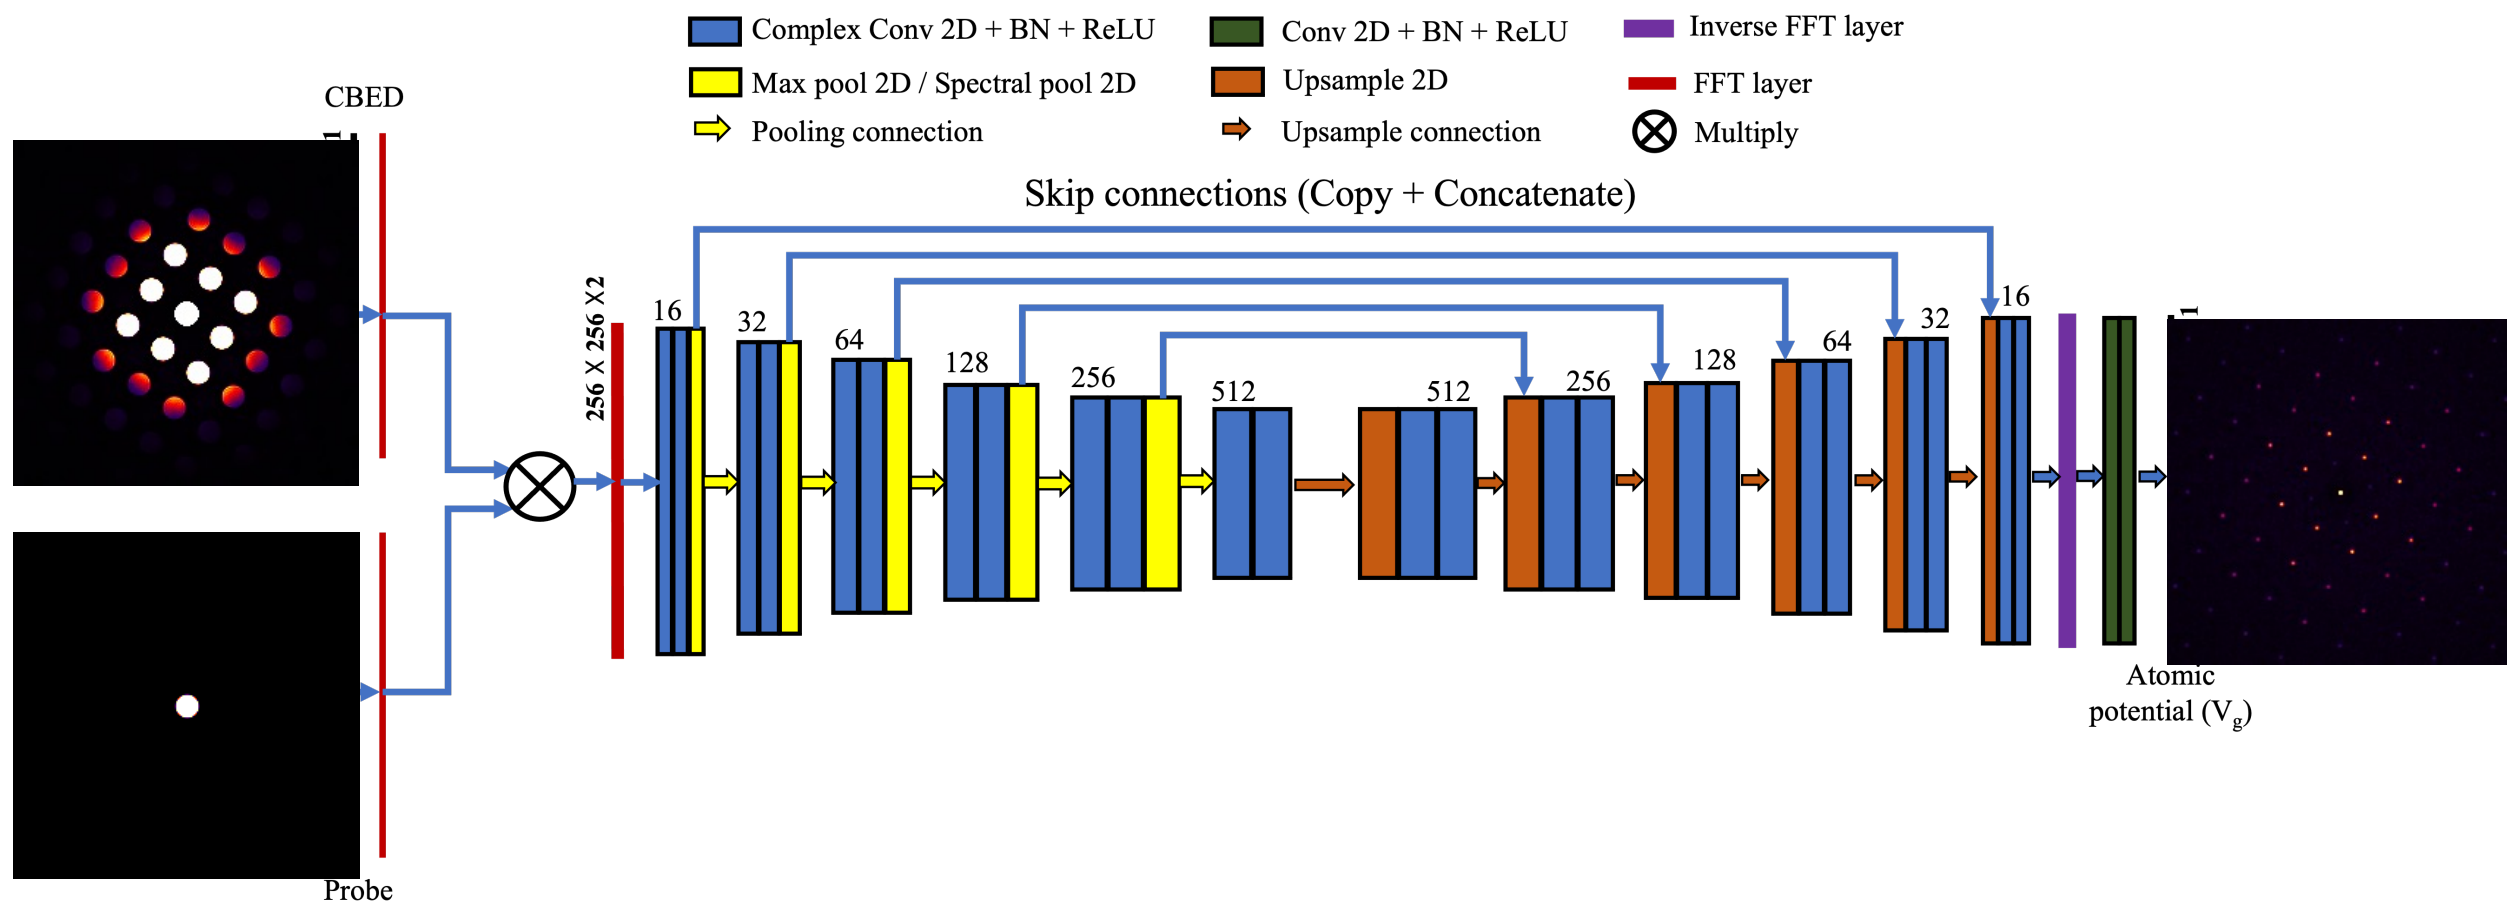 Complex Conv 2D + BN + ReLU
Conv 2D + BN + ReLU
Inverse FFT layer
Max pool 2D / Spectral pool 2D
Upsample 2D
FFT layer
Pooling connection
Upsample connection
Multiply
CBED
1
Skip connections (Copy + Concatenate)
256 X 256 X2
16
32
64
128
256
512
512
256
128
64
32
16
1
Atomic
potential (Vg)
Probe